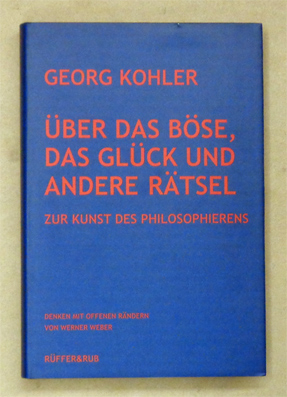 GEORG KOHLER
ÜBER DAS BÖSE,
DAS GLÜCK UND
ANDERE RÄTSEL
ZUR KUNST DES PHILOSOPHIERENS
DENKEN MIT OFFENEN RÄNDERN
VON WERNER WEBER
RÜFFER&RUB